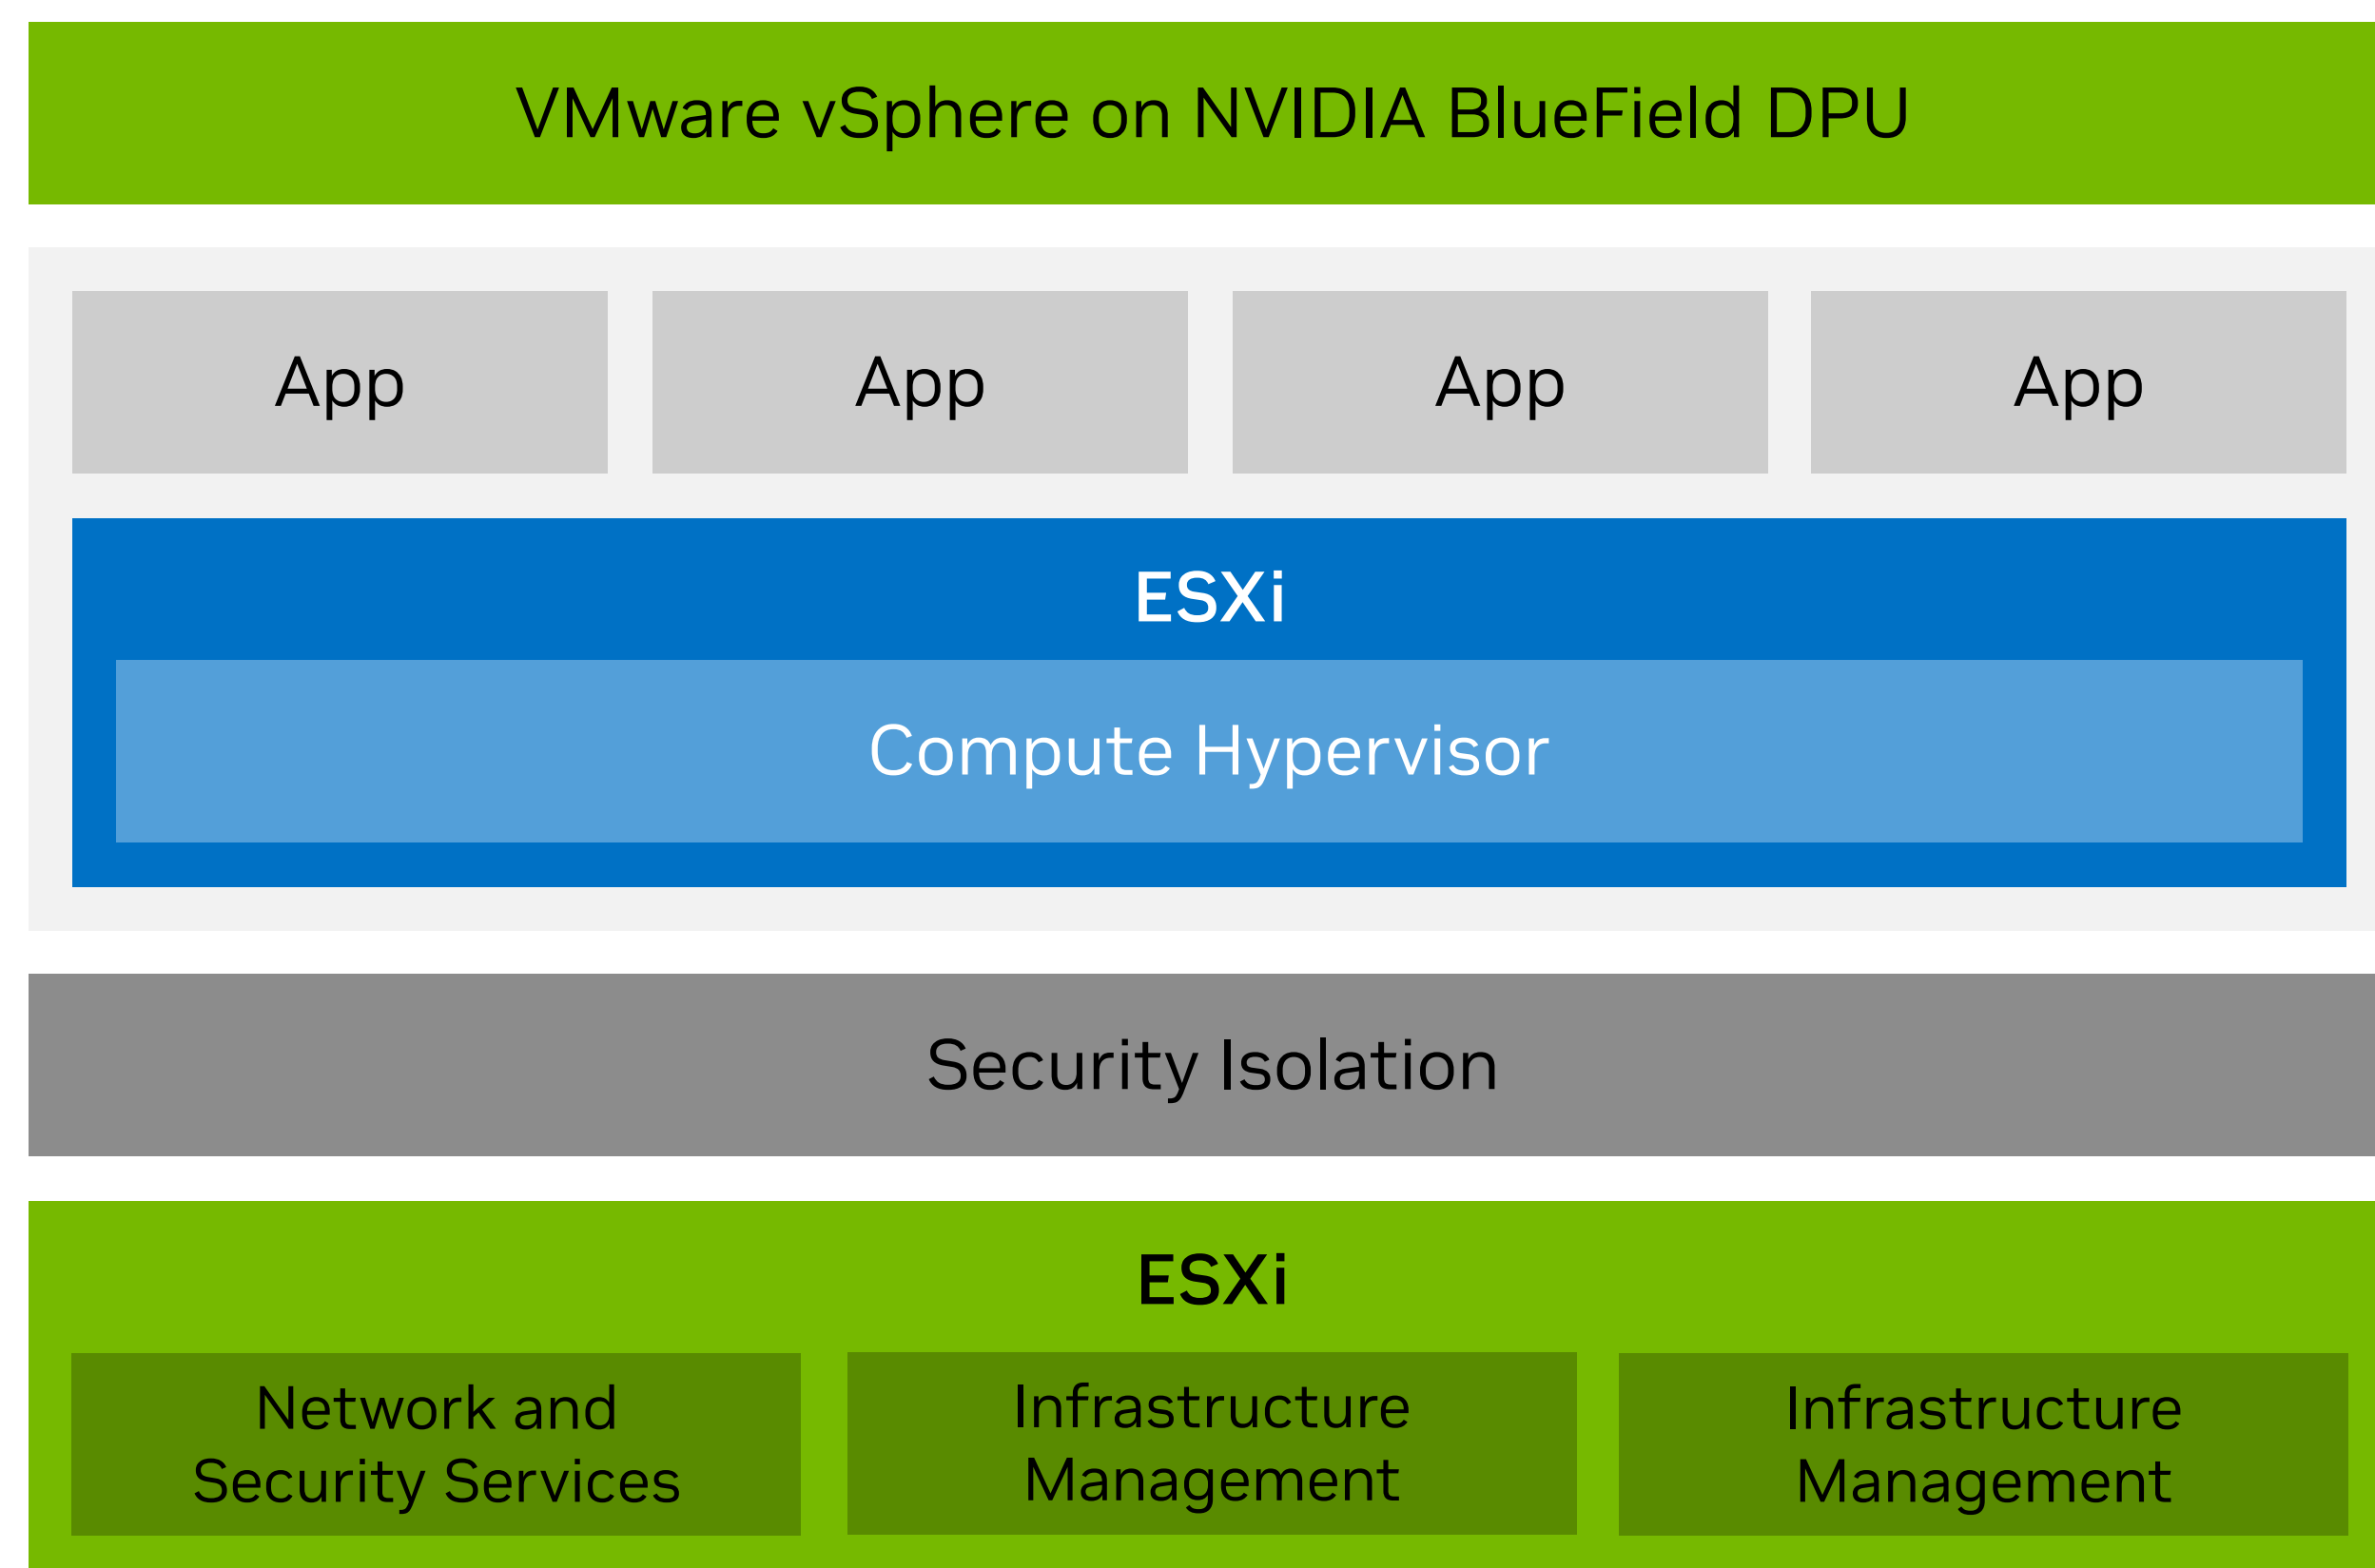 VMware vSphere on NVIDIA BlueField DPU
App App App App
ESXi
Compute Hypervisor
Security Isolation
ESXi
Network and
Security Services
Infrastructure
Management
Infrastructure
Management